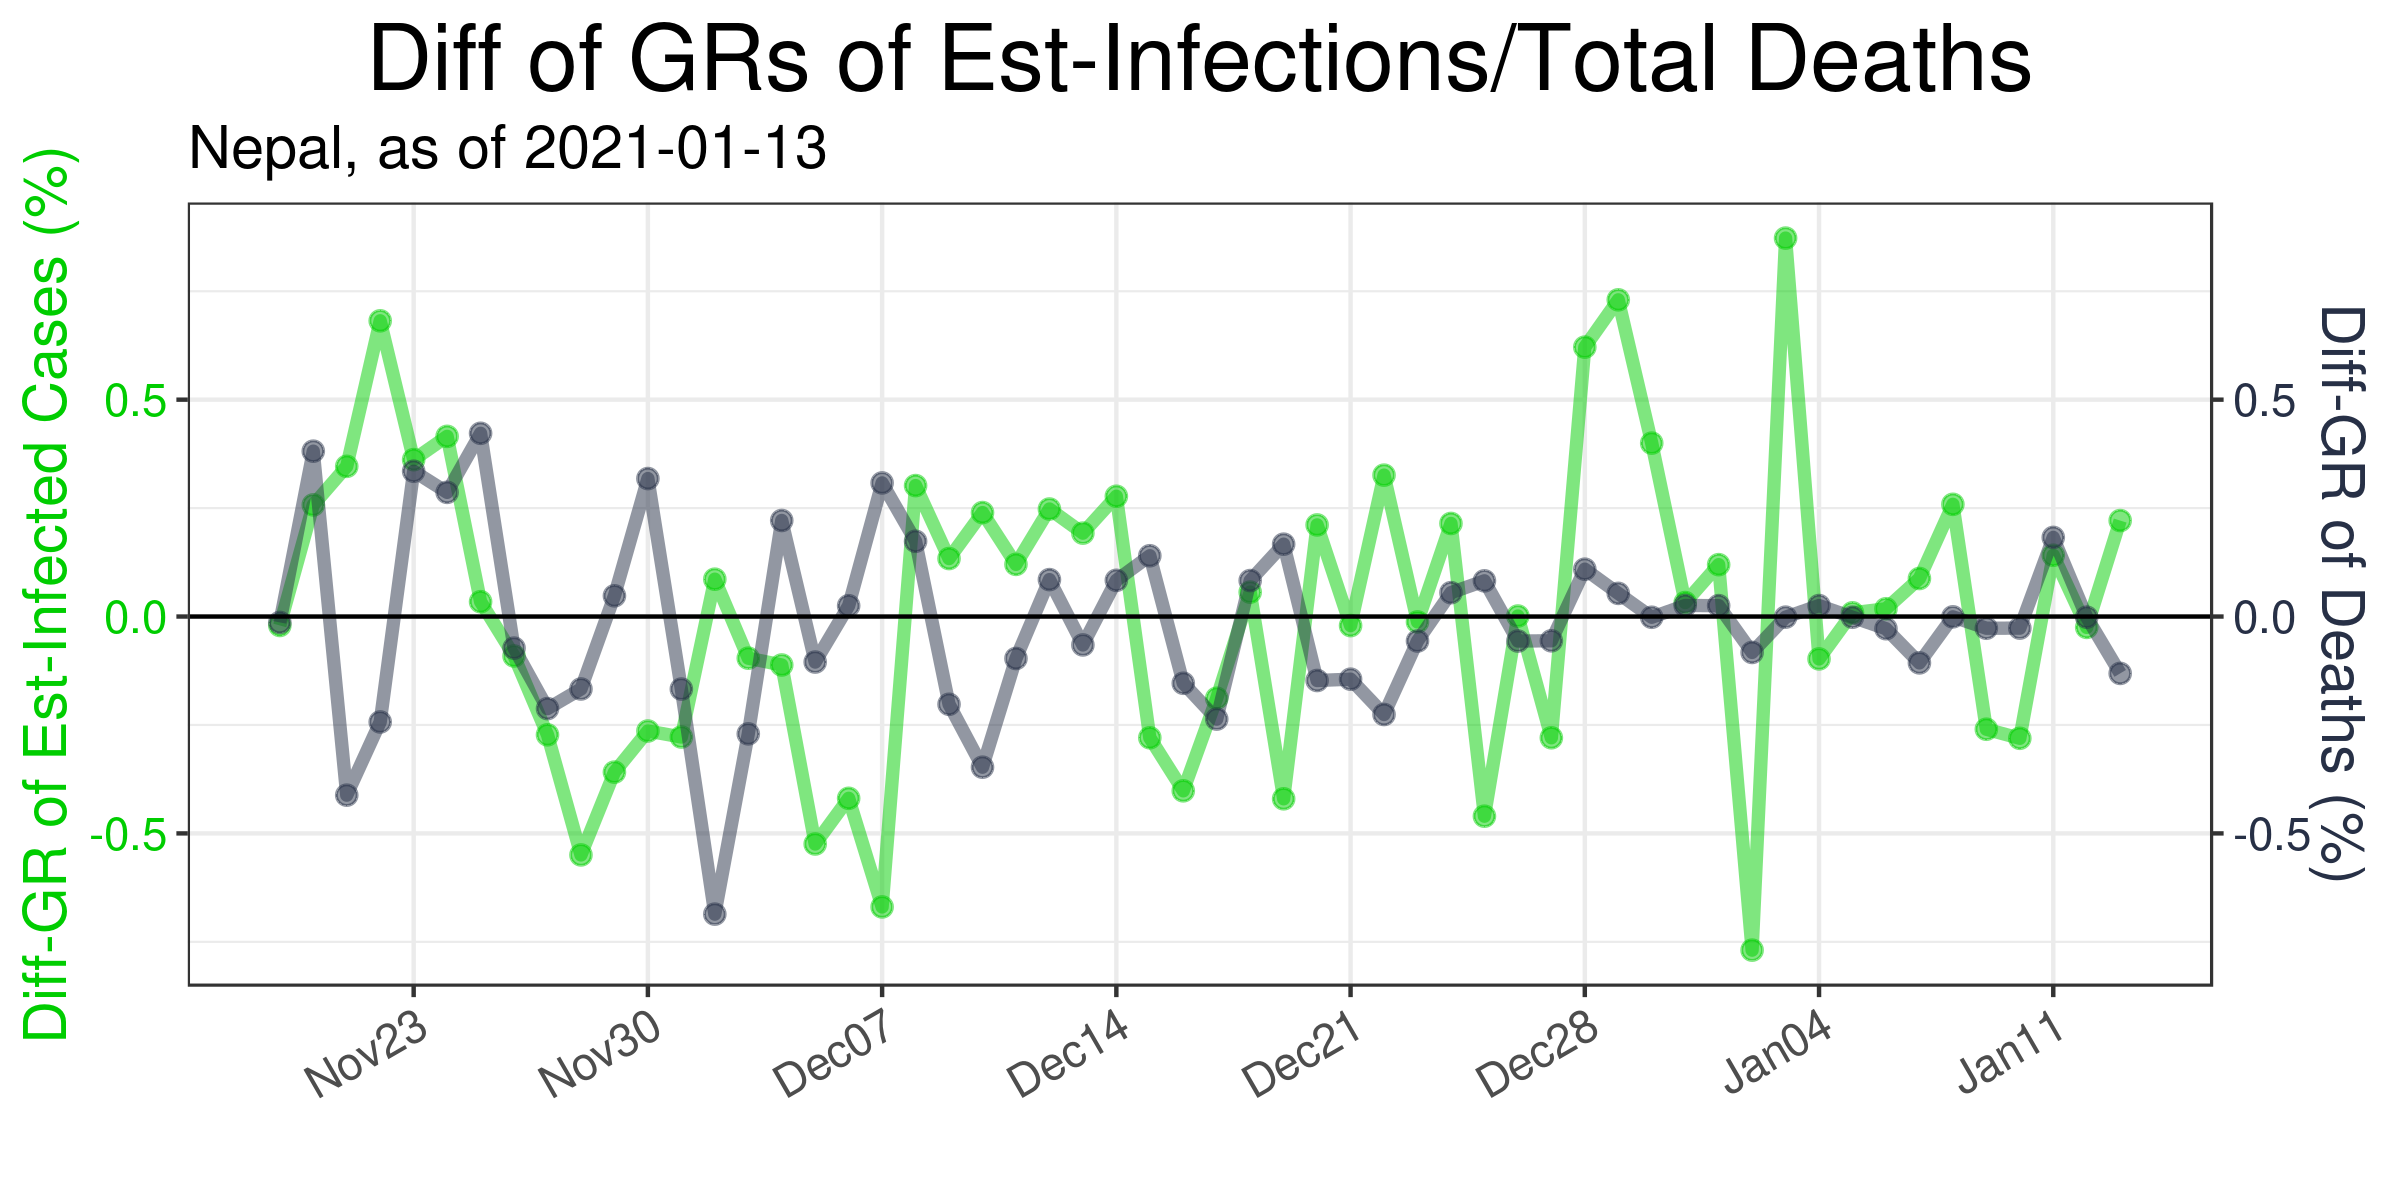 Diff of GRs of Est-Infections/Total Deaths
Nepal, as of 2021-01-13
Diff-GR of Est-Infected Cases (%)
0.5
0.0
-0.5
0.5
0.0
-0.5
Diff-GR of Deaths (%)
Nov23
Nov30
Dec07
Dec14
Dec21
Dec28
Jan04
Jan11